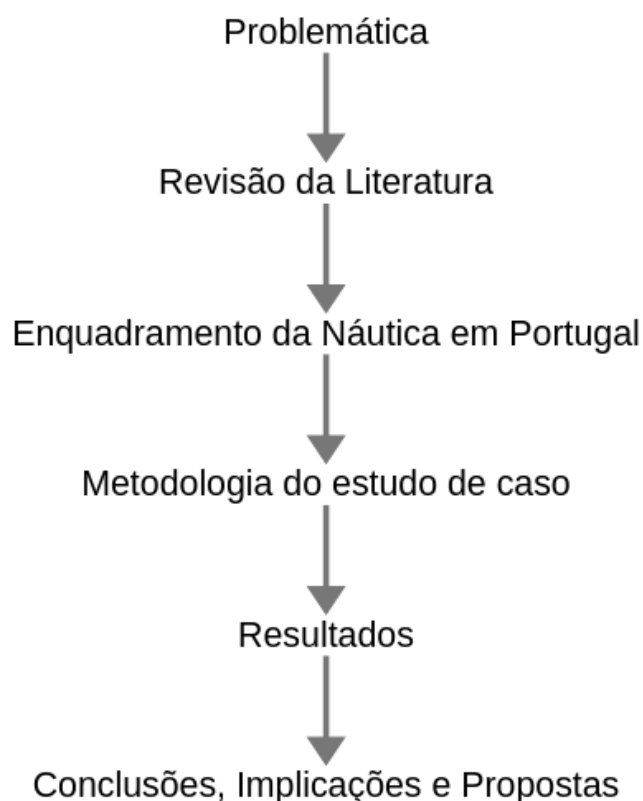 Problemática
Revisão da Literatura
Enquadramento da Náutica em Portugal
Metodologia do estudo de caso
Resultados
Conclusões, Implicações e Propostas